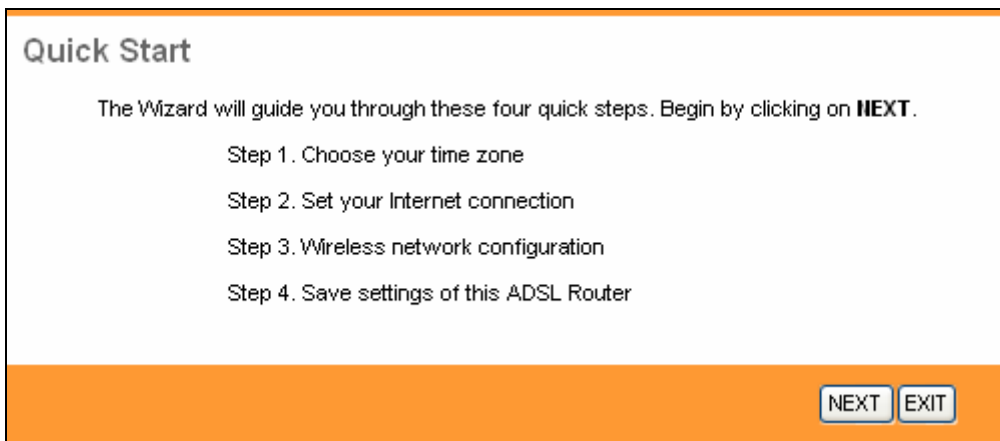 Quick Start
The Wizard will guide you through these four quick steps. Begin by clicking on NEXT.
Step 1. Choose your time zone
Step 2. Set your Internet connection
Step 3. Wireless network configuration
Step 4. Save settings of this ADSL Router
NEXT EXIT